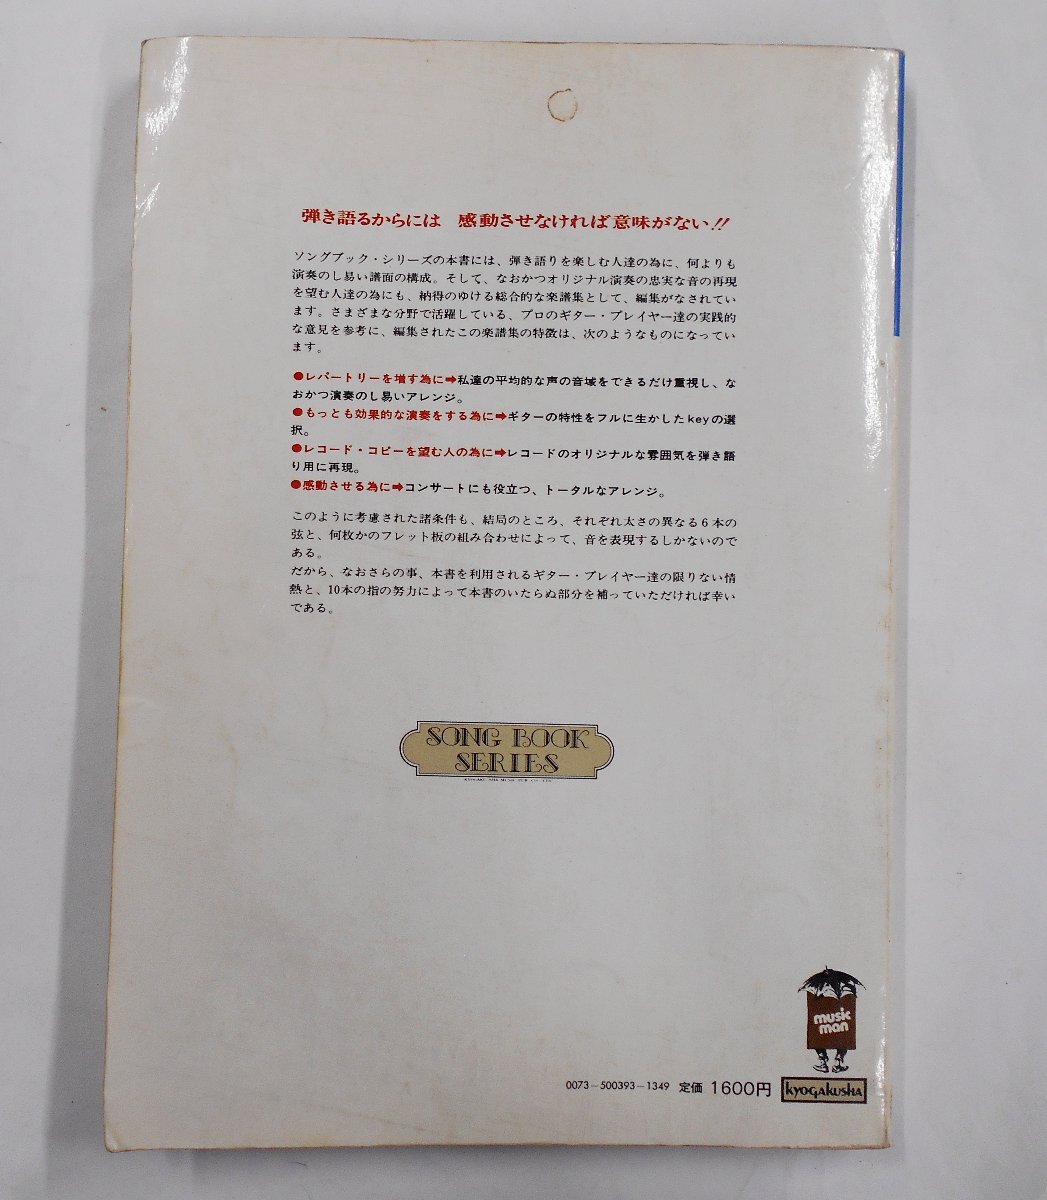 弾き語るからには 感動させなければ意味がない!!
ソングブック・シリーズの本書には、弾き語りを楽しむ人達の為に、何よりも
演奏のし易い譜面の構成。そして、なおかつオリジナル演奏の忠実な音の再現
を望む人達の為にも、納得のゆける総合的な楽譜集として、編集がなされてい
ます。さまざまな分野で活躍している、プロのギター・プレイヤー達の実践的
な意見を参考に、編集されたこの楽譜集の特徴は、次のようなものになってい
ます。
●レパートリーを増す為に➡私達の平均的な声の音域をできるだけ重視し、な
おかつ演奏のし易いアレンジ。
●もっとも効果的な演奏をする為に➡ギターの特性をフルに生かしたkeyの選
択。
●レコード・コピーを望む人の為に➡レコードのオリジナルな雰囲気を弾き語
り用に再現。
●感動させる為に➡コンサートにも役立つ、トータルなアレンジ。
このように考慮された諸条件も、結局のところ、それぞれ太さの異なる6本の
弦と、何枚かのフレット板の組み合わせによって、音を表現するしかないので
ある。
だから、なおさらの事、本書を利用されるギター・プレイヤー達の限りない情
熱と、10本の指の努力によって本書のいたらぬ部分を補っていただければ幸い
である。
SONG BOOK
SERIES
music
man
0073-500393-1349 定価 1600円
KYOGAKUSHA